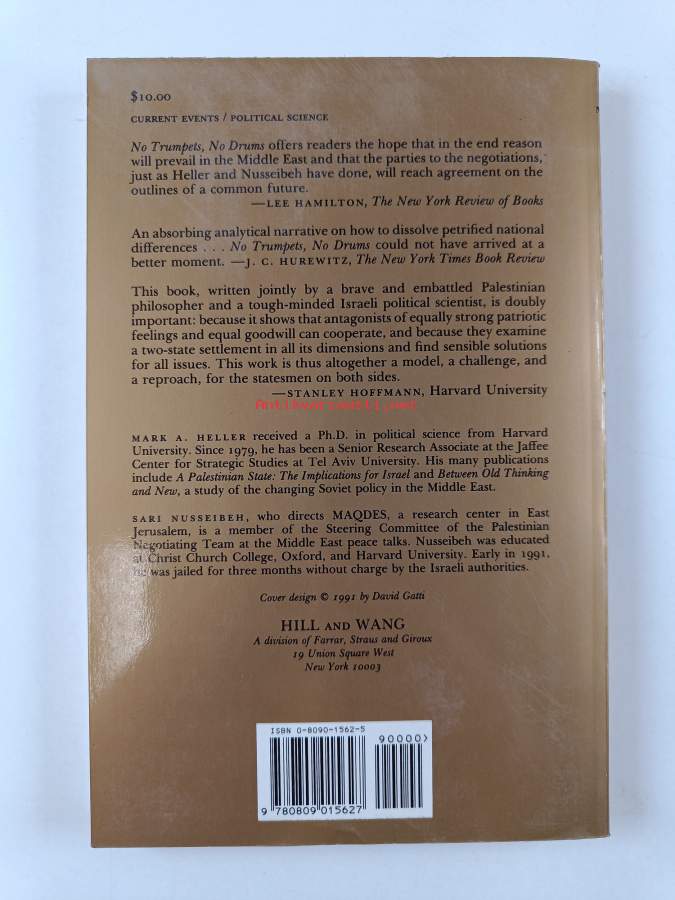 $10.00
CURRENT EVENTS / POLITICAL SCIENCE
No Trumpets, No Drums offers readers the hope that in the end reason
will prevail in the Middle East and that the parties to the negotiations,
just as Heller and Nusseibeh have done, will reach agreement on the
outlines of a common future.
—LEE HAMILTON, The New York Review of Books
An absorbing analytical narrative on how to dissolve petrified national
differences . . . No Trumpets, No Drums could not have arrived at a
better moment. —J. C. HUREWITZ, The New York Times Book Review
This book, written jointly by a brave and embattled Palestinian
philosopher and a tough-minded Israeli political scientist, is doubly
important: because it shows that antagonists of equally strong patriotic
feelings and equal goodwill can cooperate, and because they examine
a two-state settlement in all its dimensions and find sensible solutions
for all issues. This work is thus altogether a model, a challenge, and
a reproach, for the statesmen on both sides.
—STANLEY HOFFMANN, Harvard University
MARK A. HELLER received a Ph.D. in political science from Harvard
University. Since 1979, he has been a Senior Research Associate at the Jaffee
Center for Strategic Studies at Tel Aviv University. His many publications
include A Palestinian State: The Implications for Israel and Between Old Thinking
and New, a study of the changing Soviet policy in the Middle East.
SARI NUSSEIBEH, who directs MAQDES, a research center in East
Jerusalem, is a member of the Steering Committee of the Palestinian
Negotiating Team at the Middle East peace talks. Nusseibeh was educated
at Christ Church College, Oxford, and Harvard University. Early in 1991,
he was jailed for three months without charge by the Israeli authorities.
Cover design © 1991 by David Gatti
HILL AND WANG
A division of Farrar, Straus and Giroux
19 Union Square West
New York 10003
ISBN 0-8090-1562-5
90000>
9 780809 015627